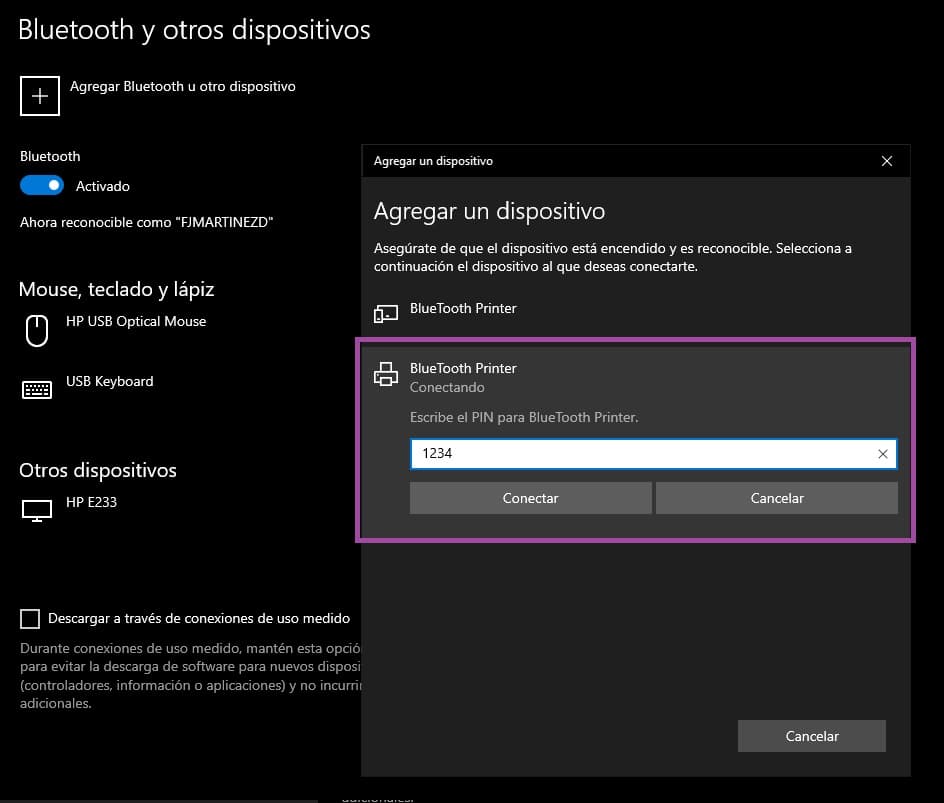 Bluetooth y otros dispositivos
Agregar Bluetooth u otro dispositivo
Bluetooth
Activado
Ahora reconocible como "FJMARTINEZD"
Mouse, teclado y lápiz
HP USB Optical Mouse
USB Keyboard
Otros dispositivos
HP E233
Descargar a través de conexiones de uso medido
Durante conexiones de uso medido, mantén esta opció
para evitar la descarga de software para nuevos disposi
(controladores, información o aplicaciones) y no incurrir
adicionales.
Agregar un dispositivo
Agregar un dispositivo
Asegúrate de que el dispositivo está encendido y es reconocible. Selecciona a
continuación el dispositivo al que deseas conectarte.
BlueTooth Printer
BlueTooth Printer
Conectando
Escribe el PIN para BlueTooth Printer.
1234
Conectar Cancelar
Cancelar